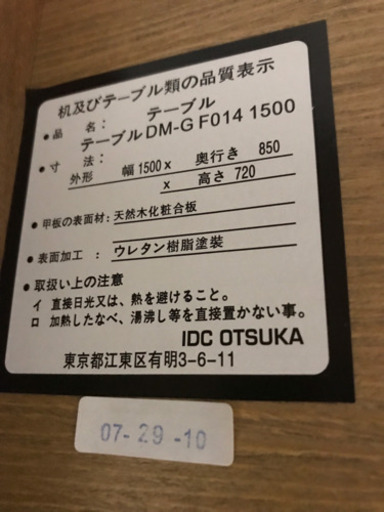 机及びテーブル類の品質表示
● 品　　名： テーブル
テーブル DM-G F014 1500
● 寸　　法：
外形　幅 1500 x　奥行き 850
x　高さ 720
● 甲板の表面材: 天然木化粧合板
● 表面加工 : ウレタン樹脂塗装
● 取扱い上の注意
イ 直接日光又は、熱を避けること。
ロ 加熱したなべ、湯沸し等を直接置かない事。
IDC OTSUKA
東京都江東区有明3-6-11
07-29-10